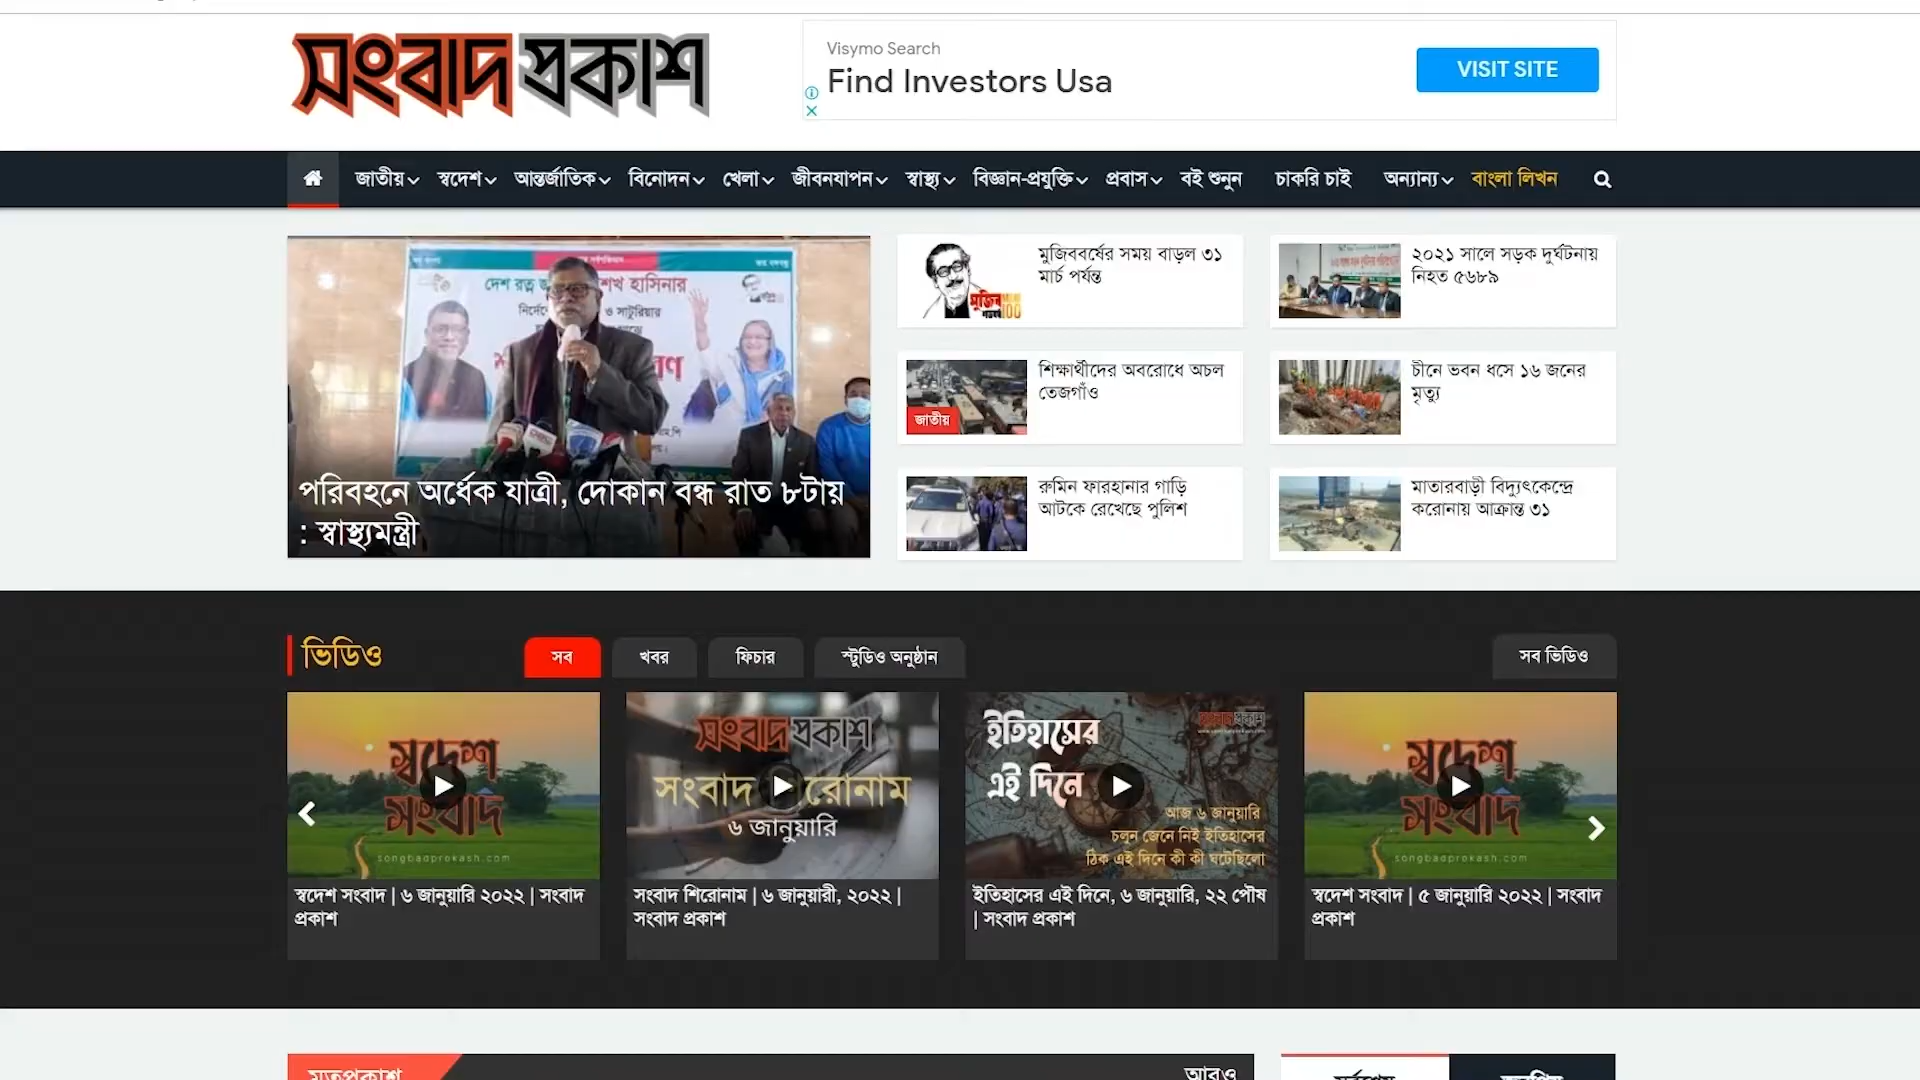 সংবাদ প্রকাশ
Visymo Search
Find Investors Usa
VISIT SITE
জাতীয় স্বদেশ আন্তর্জাতিক বিনোদন খেলা জীবনযাপন স্বাস্থ্য বিজ্ঞান-প্রযুক্তি প্রবাস বই শুনুন চাকরি চাই অন্যান্য বাংলা লিখন
পরিবহনে অর্ধেক যাত্রী, দোকান বন্ধ রাত ৮টায়
: স্বাস্থ্যমন্ত্রী
মুজিববর্ষের সময় বাড়ল ৩১
মার্চ পর্যন্ত
২০২১ সালে সড়ক দুর্ঘটনায়
নিহত ৫৬৮৯
জাতীয়
শিক্ষার্থীদের অবরোধে অচল
তেজগাঁও
চীনে ভবন ধসে ১৬ জনের
মৃত্যু
রুমিন ফারহানার গাড়ি
আটকে রেখেছে পুলিশ
মাতারবাড়ী বিদ্যুৎকেন্দ্রে
করোনায় আক্রান্ত ৩১
ভিডিও
সব খবর ফিচার স্টুডিও অনুষ্ঠান
সব ভিডিও
স্বদেশ
সংবাদ
songbadprokash.com
স্বদেশ সংবাদ | ৬ জানুয়ারি ২০২২ | সংবাদ
প্রকাশ
সংবাদ প্রকাশ
সংবাদ
৬ জানুয়ারি
সংবাদ শিরোনাম | ৬ জানুয়ারী, ২০২২ |
সংবাদ প্রকাশ
ইতিহাসের
এই দিনে
আজ ৬ জানুয়ারি
চলুন জেনে নিই ইতিহাসের
ঠিক এই দিনে কী কী ঘটেছিলো
ইতিহাসের এই দিনে, ৬ জানুয়ারি, ২২ পৌষ
| সংবাদ প্রকাশ
স্বদেশ
সংবাদ
songbadprokash.com
স্বদেশ সংবাদ | ৫ জানুয়ারি ২০২২ | সংবাদ
প্রকাশ
মতপ্রকাশ
আরও